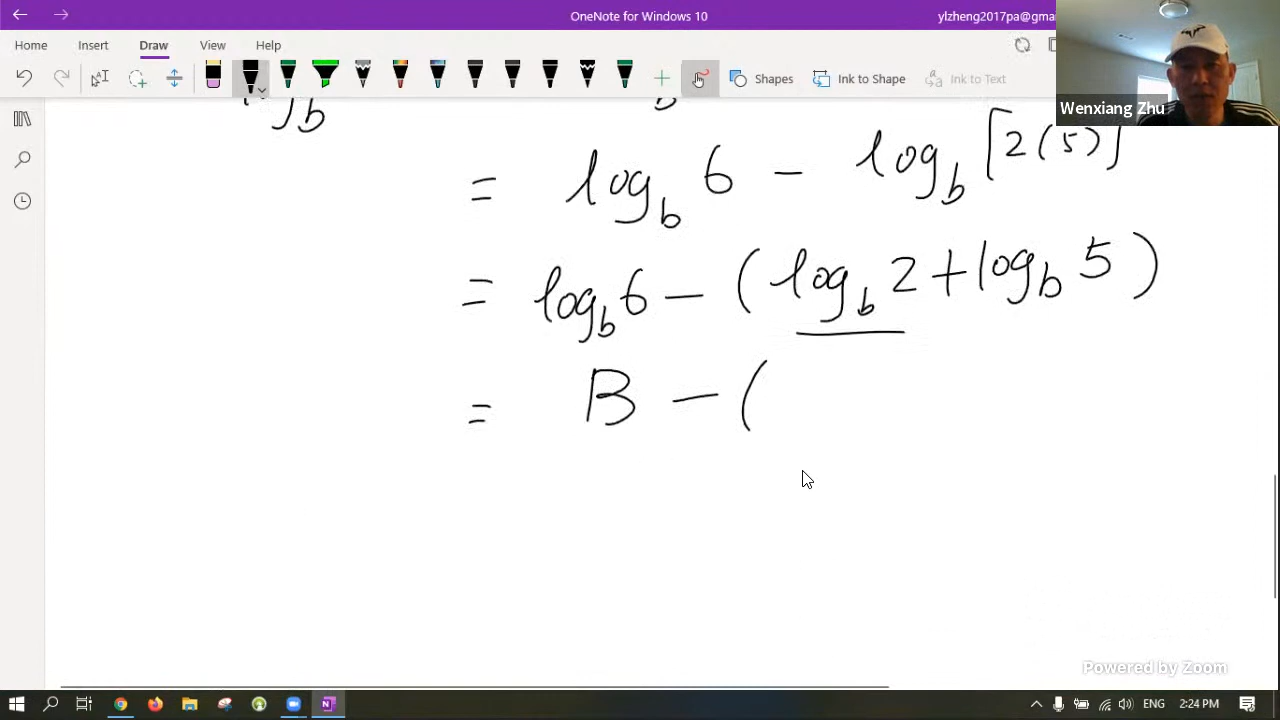 OneNote for Windows 10
ylzheng2017pa@gma
Home Insert Draw View Help
Shapes Ink to Shape Ink to Text
Wenxiang Zhu
= log_b 6 - log_b [2(5)]
= log_b 6 - (log_b 2 + log_b 5)
= B - (
Powered by Zoom
ENG 2:24 PM